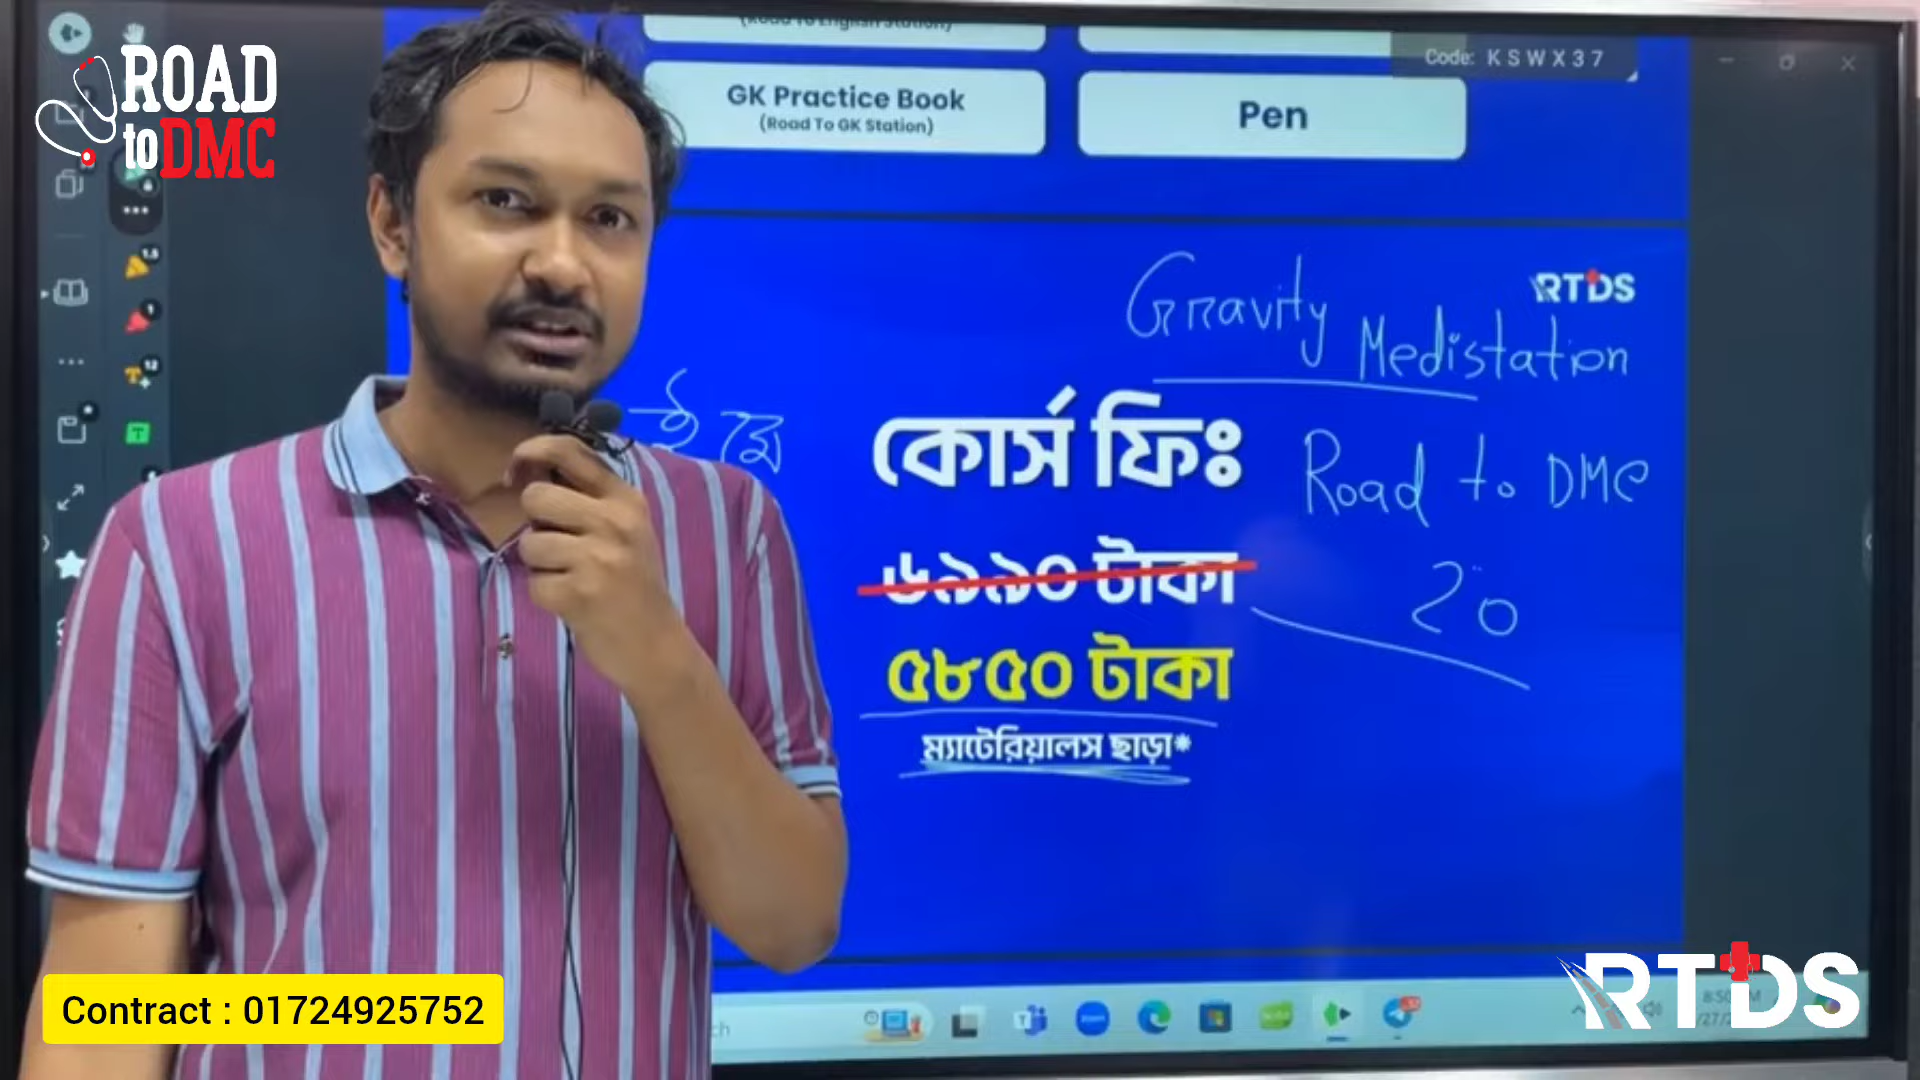 ROAD
to DMC
Code: KSWX37
GK Practice Book
(Road To GK Station)
Pen
RTDS
Gravity
Medistation
কোর্স ফিঃ
Road to DMC
৬৯৯০ টাকা
20
৫৮৫০ টাকা
ম্যাটেরিয়ালস ছাড়া*
Contract : 01724925752
RTDS